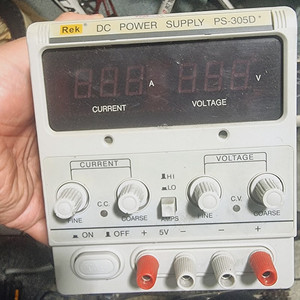 Rek DC POWER SUPPLY PS-305D
A V
CURRENT VOLTAGE
CURRENT HI VOLTAGE
LO
C.C. C.V.
FINE COARSE AMPS FINE COARSE
ON OFF + 5V − − +